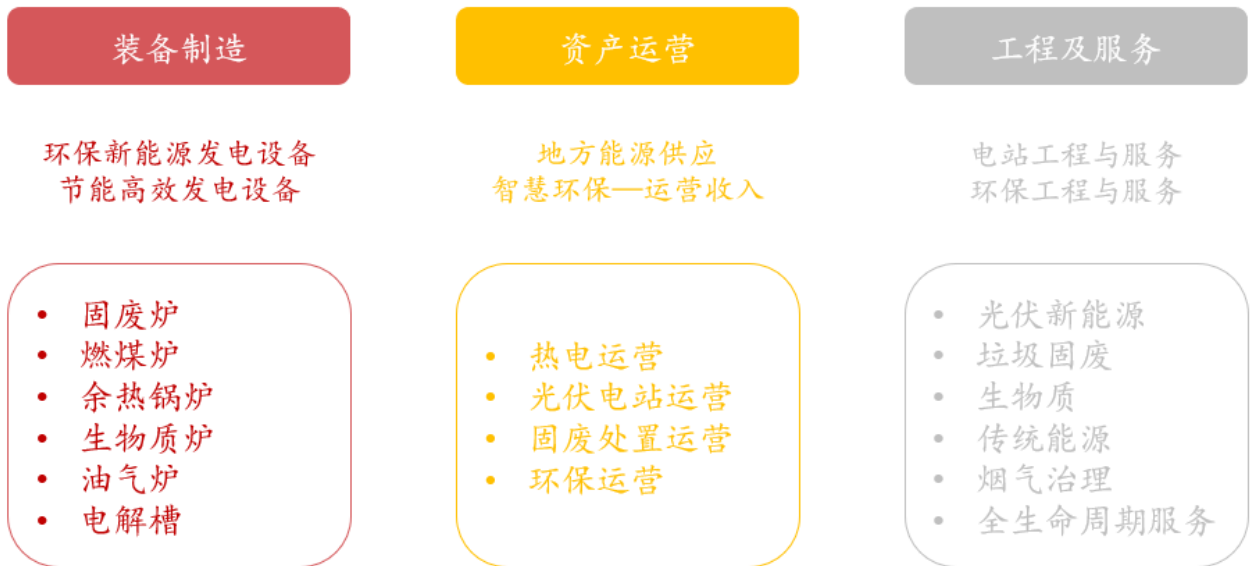 装备制造
环保新能源发电设备
节能高效发电设备
• 固废炉
• 燃煤炉
• 余热锅炉
• 生物质炉
• 油气炉
• 电解槽
资产运营
地方能源供应
智慧环保—运营收入
• 热电运营
• 光伏电站运营
• 固废处置运营
• 环保运营
工程及服务
电站工程与服务
环保工程与服务
• 光伏新能源
• 垃圾固废
• 生物质
• 传统能源
• 烟气治理
• 全生命周期服务